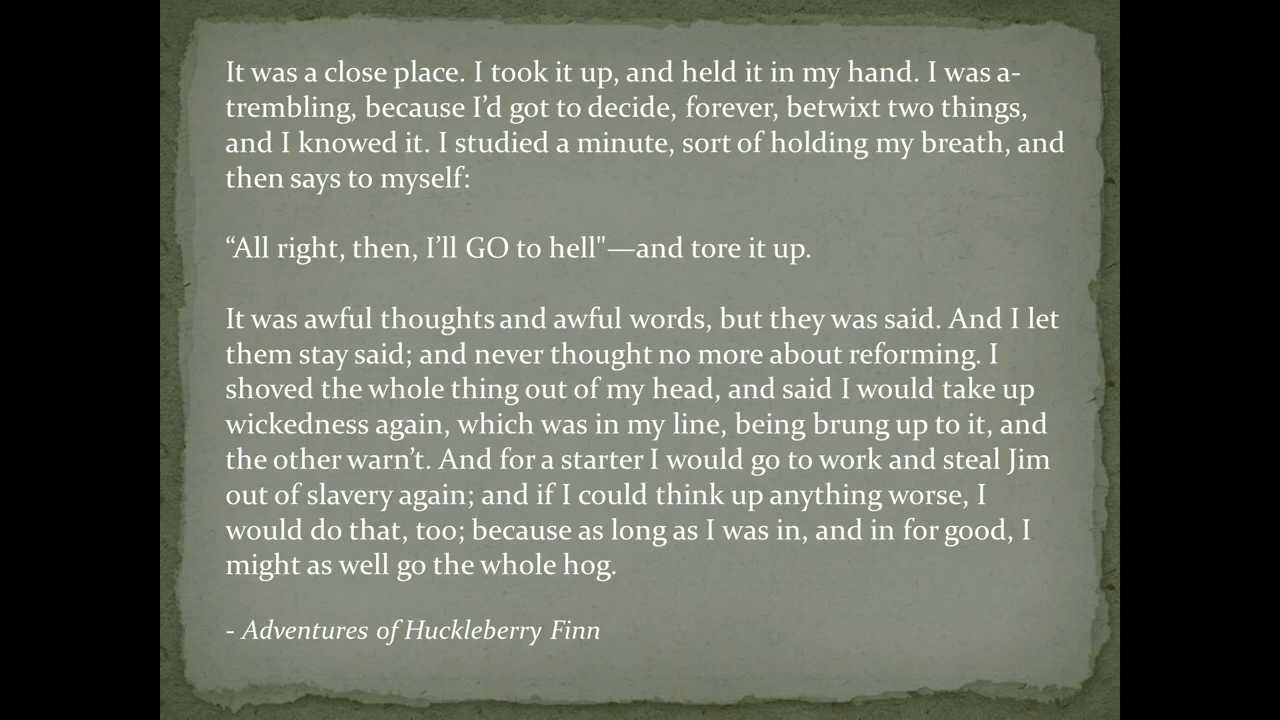 It was a close place. I took it up, and held it in my hand. I was a-
trembling, because I’d got to decide, forever, betwixt two things,
and I knowed it. I studied a minute, sort of holding my breath, and
then says to myself:
“All right, then, I’ll GO to hell"—and tore it up.
It was awful thoughts and awful words, but they was said. And I let
them stay said; and never thought no more about reforming. I
shoved the whole thing out of my head, and said I would take up
wickedness again, which was in my line, being brung up to it, and
the other warn’t. And for a starter I would go to work and steal Jim
out of slavery again; and if I could think up anything worse, I
would do that, too; because as long as I was in, and in for good, I
might as well go the whole hog.
- Adventures of Huckleberry Finn